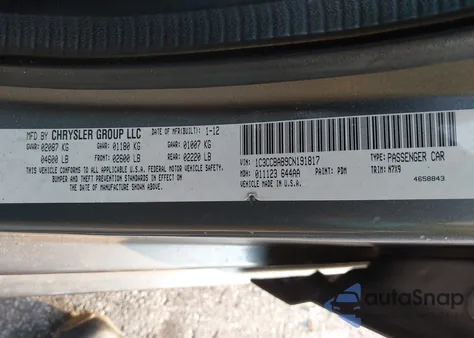 MFD BY CHRYSLER GROUP LLC DATE OF MFR(BUILT): 1-12
GVWR: 02087 KG GAWR: 01180 KG GAWR: 01007 KG
04600 LB FRONT: 02600 LB REAR: 02220 LB
THIS VEHICLE CONFORMS TO ALL APPLICABLE U.S.A. FEDERAL MOTOR VEHICLE SAFETY,
BUMPER AND THEFT PREVENTION STANDARDS IN EFFECT ON
THE DATE OF MANUFACTURE SHOWN ABOVE.
MADE IN U.S.A.
VIN: 1C3CCBAB9CN191817 TYPE: PASSENGER CAR
MDH: 011123 644AA PAINT: PDM TRIM: N7X9
4658843
autoSnap